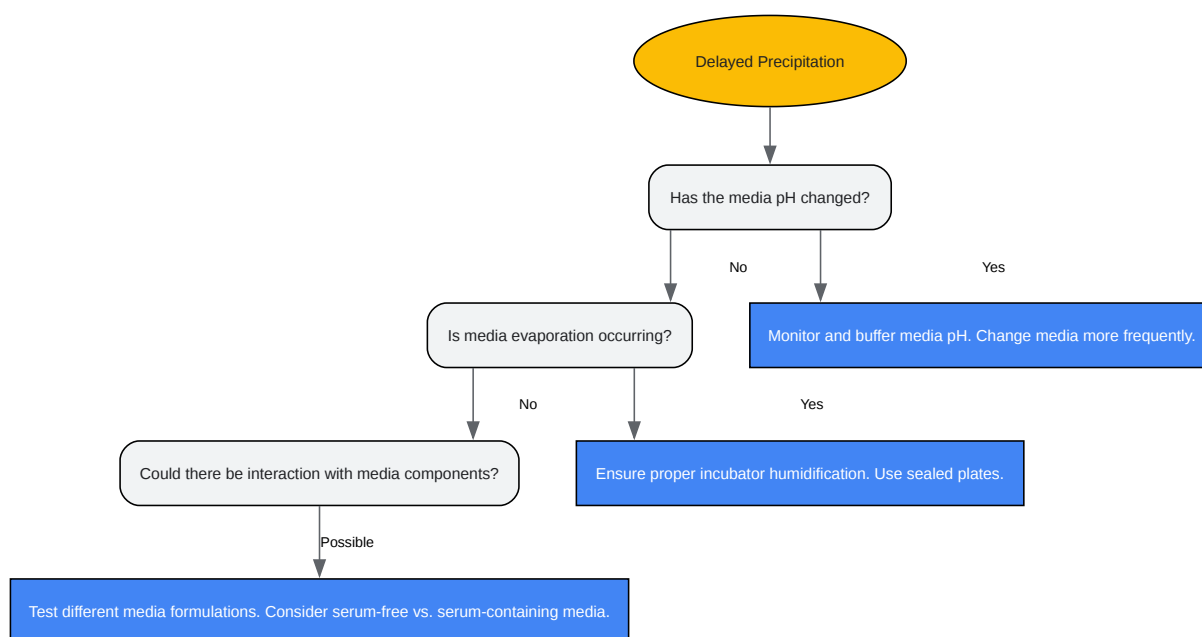 Delayed Precipitation
Has the media pH changed?
No
Yes
Is media evaporation occurring?
Monitor and buffer media pH. Change media more frequently.
No
Yes
Could there be interaction with media components?
Ensure proper incubator humidification. Use sealed plates.
Possible
Test different media formulations. Consider serum-free vs. serum-containing media.